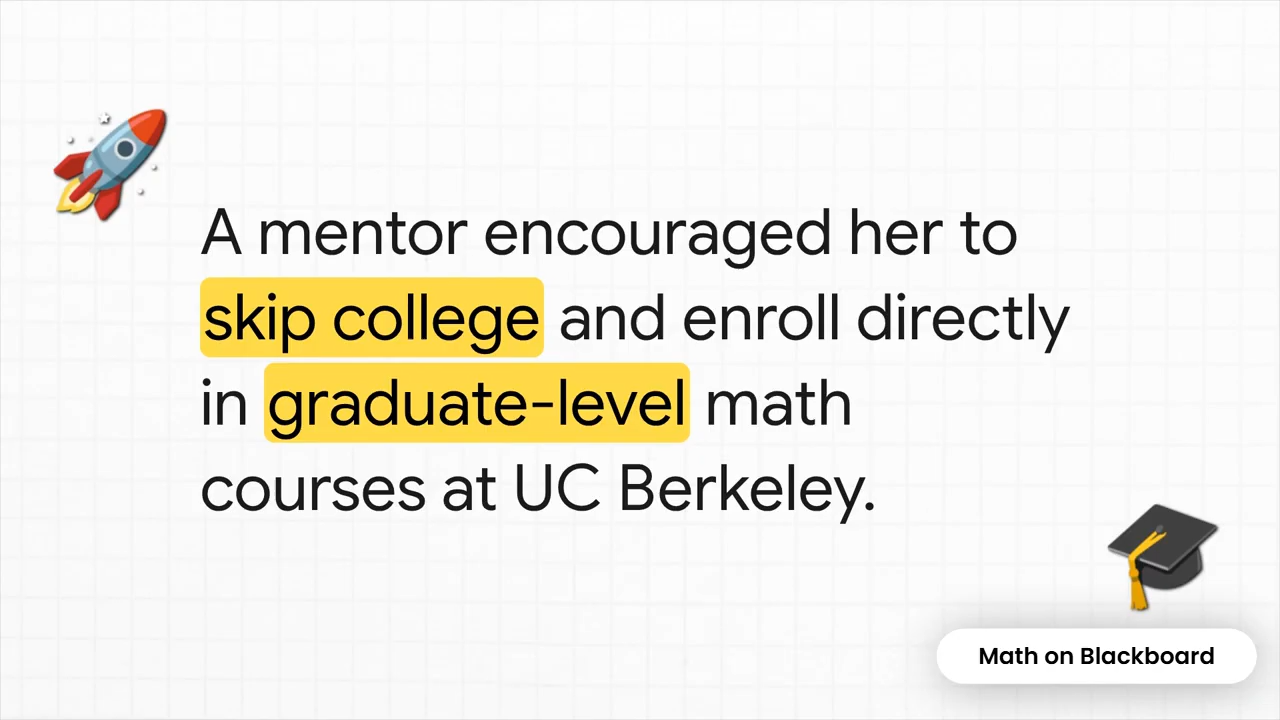 A mentor encouraged her to
skip college and enroll directly
in graduate-level math
courses at UC Berkeley.
Math on Blackboard